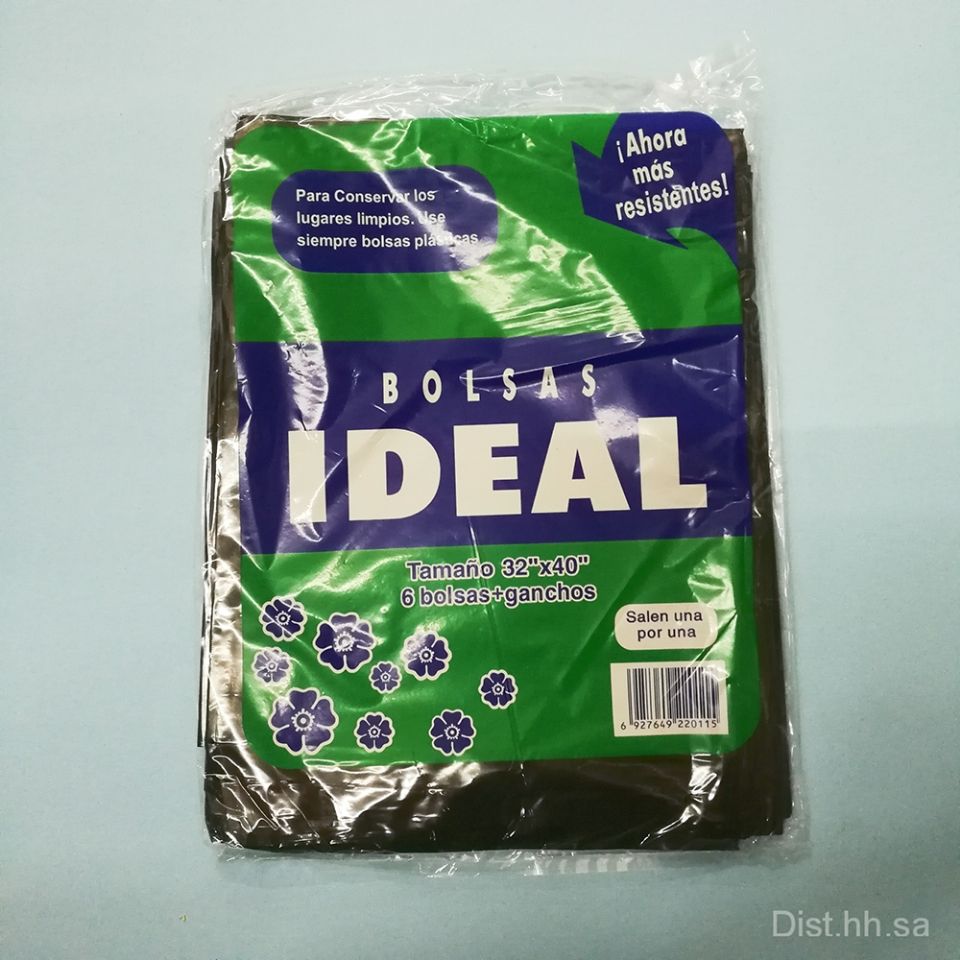 Para Conservar los
lugares limpios. Use
siempre bolsas plásticas
¡Ahora
más
resistentes!
BOLSAS
IDEAL
Tamaño 32"x40"
6 bolsas+ganchos
Salen una
por una
6 927649 220115
Dist.hh.sa